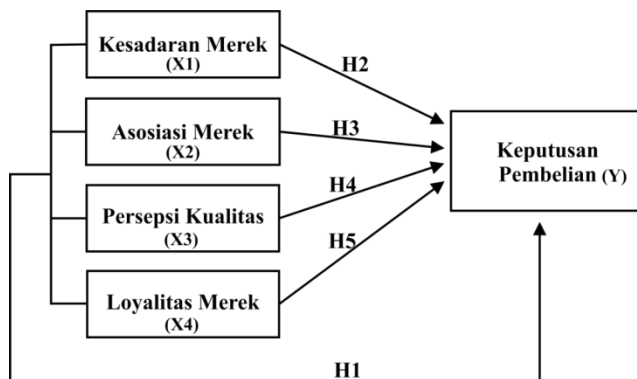 Kesadaran Merek
(X1)
H2
Asosiasi Merek
(X2)
H3
Keputusan
Pembelian (Y)
H4
Persepsi Kualitas
(X3)
H5
Loyalitas Merek
(X4)
H1